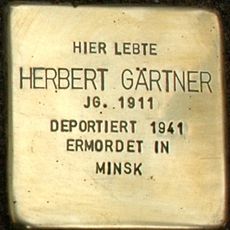 HIER LEBTE
HERBERT GÄRTNER
JG. 1911
DEPORTIERT 1941
ERMORDET IN
MINSK